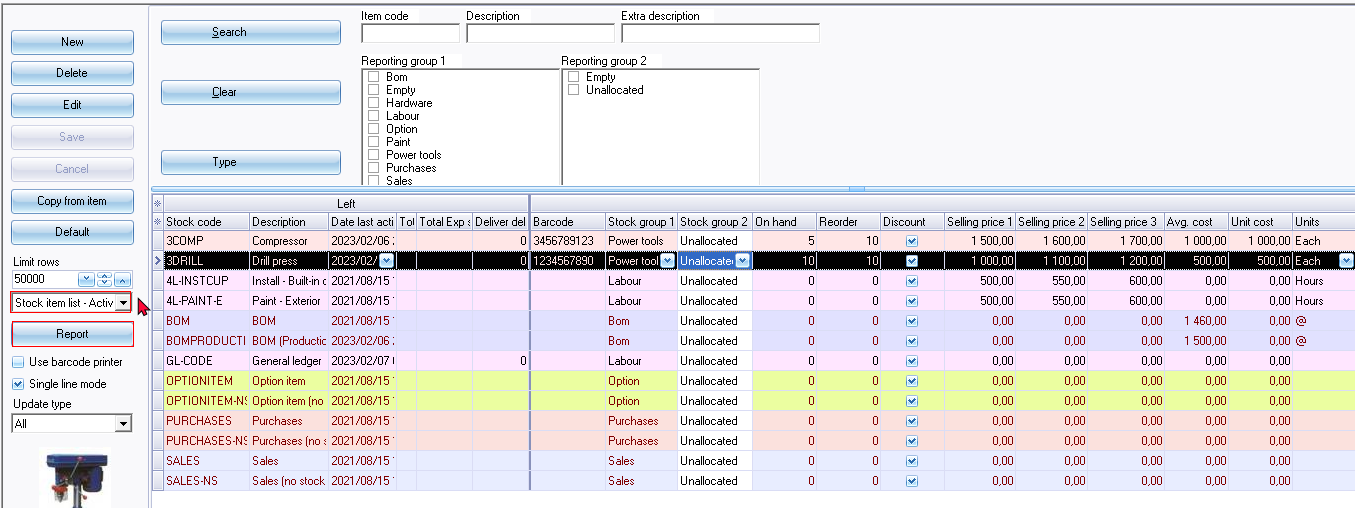 New
Delete
Edit
Save
Cancel
Copy from item
Default
Limit rows
50000
Stock item list - Activ
Report
Use barcode printer
Single line mode
Update type
All
Search
Clear
Type
Item code Description Extra description
Reporting group 1 Reporting group 2
Bom Empty
Empty Unallocated
Hardware
Labour
Option
Paint
Power tools
Purchases
Sales
Left
Stock code Description Date last acti Tot Total Exp s Deliver del Barcode Stock group 1 Stock group 2 On hand Reorder Discount Selling price 1 Selling price 2 Selling price 3 Avg. cost Unit cost Units
3COMP Compressor 2023/02/06 0 3456789123 Power tools Unallocated 5 10 1 500,00 1 600,00 1 700,00 1 000,00 1 000,00 Each
3DRILL Drill press 2023/02/ 0 1234567890 Power tool Unallocated 10 10 1 000,00 1 100,00 1 200,00 500,00 500,00 Each
4L-INSTCUP Install - Built-in c 2021/08/15 Labour Unallocated 0 0 500,00 550,00 600,00 0,00 0,00 Hours
4L-PAINT-E Paint - Exterior 2021/08/15 Labour Unallocated 0 0 500,00 550,00 600,00 0,00 0,00 Hours
BOM BOM 2021/08/15 Bom Unallocated 0 0 0,00 0,00 0,00 1 460,00 0,00 @
BOMPRODUCTI BOM (Productio 2023/02/06 Bom Unallocated 0 0 0,00 0,00 0,00 1 500,00 0,00 @
GL-CODE General ledger 2023/02/07 0 Labour Unallocated 0 0 0,00 0,00 0,00 0,00 0,00
OPTIONITEM Option item 2021/08/15 Option Unallocated 0 0 0,00 0,00 0,00 0,00 0,00
OPTIONITEM-NS Option item (no 2021/08/15 Option Unallocated 0 0 0,00 0,00 0,00 0,00 0,00
PURCHASES Purchases 2021/08/15 Purchases Unallocated 0 0 0,00 0,00 0,00 0,00 0,00
PURCHASES-NS Purchases (no s 2021/08/15 Purchases Unallocated 0 0 0,00 0,00 0,00 0,00 0,00
SALES Sales 2021/08/15 Sales Unallocated 0 0 0,00 0,00 0,00 0,00 0,00
SALES-NS Sales (no stock 2021/08/15 Sales Unallocated 0 0 0,00 0,00 0,00 0,00 0,00